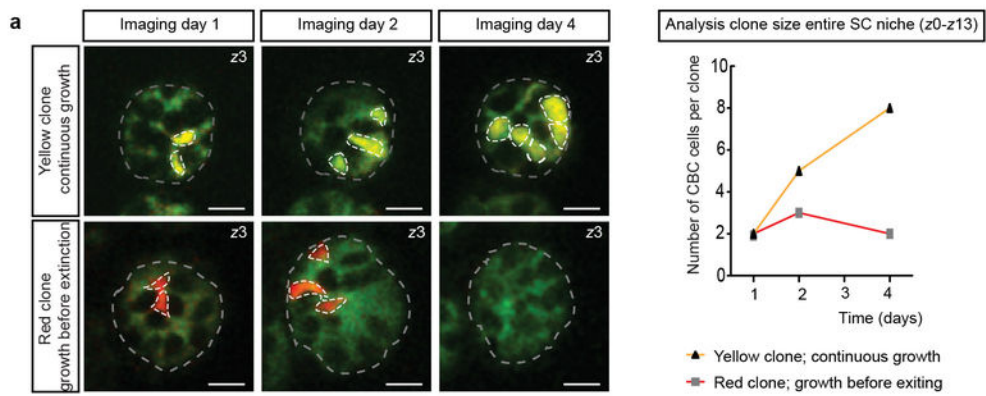 a
Imaging day 1
Imaging day 2
Imaging day 4
Yellow clone
continuous growth
z3
z3
z3
Red clone
growth before extinction
z3
z3
z3
Analysis clone size entire SC niche (z0-z13)
Number of CBC cells per clone
10
8
6
4
2
0
1
2
3
4
Time (days)
Yellow clone; continuous growth
Red clone; growth before exiting